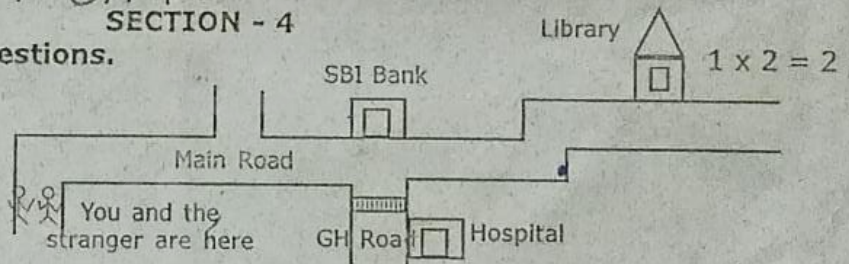 SECTION - 4
estions.
Library
1 x 2 = 2
SB1 Bank
Main Road
You and the
stranger are here
GH Road
Hospital